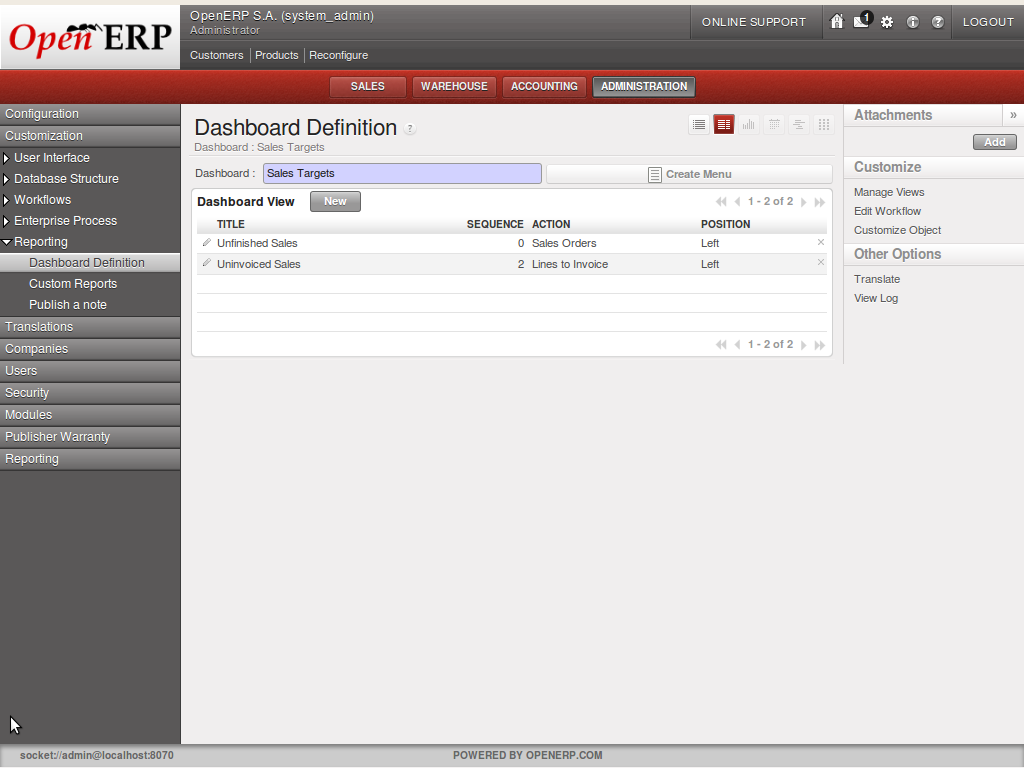 Open ERP
OpenERP S.A. (system_admin)
Administrator
Customers Products Reconfigure
ONLINE SUPPORT
1
?
LOGOUT
SALES WAREHOUSE ACCOUNTING ADMINISTRATION
Configuration
Customization
User Interface
Database Structure
Workflows
Enterprise Process
Reporting
Dashboard Definition
Custom Reports
Publish a note
Translations
Companies
Users
Security
Modules
Publisher Warranty
Reporting
Dashboard Definition ?
Dashboard : Sales Targets
Dashboard : Sales Targets Create Menu
Dashboard View New 1 - 2 of 2
TITLE SEQUENCE ACTION POSITION
Unfinished Sales 0 Sales Orders Left
Uninvoiced Sales 2 Lines to Invoice Left
1 - 2 of 2
Attachments »
Add
Customize
Manage Views
Edit Workflow
Customize Object
Other Options
Translate
View Log
socket://admin@localhost:8070 POWERED BY OPENERP.COM